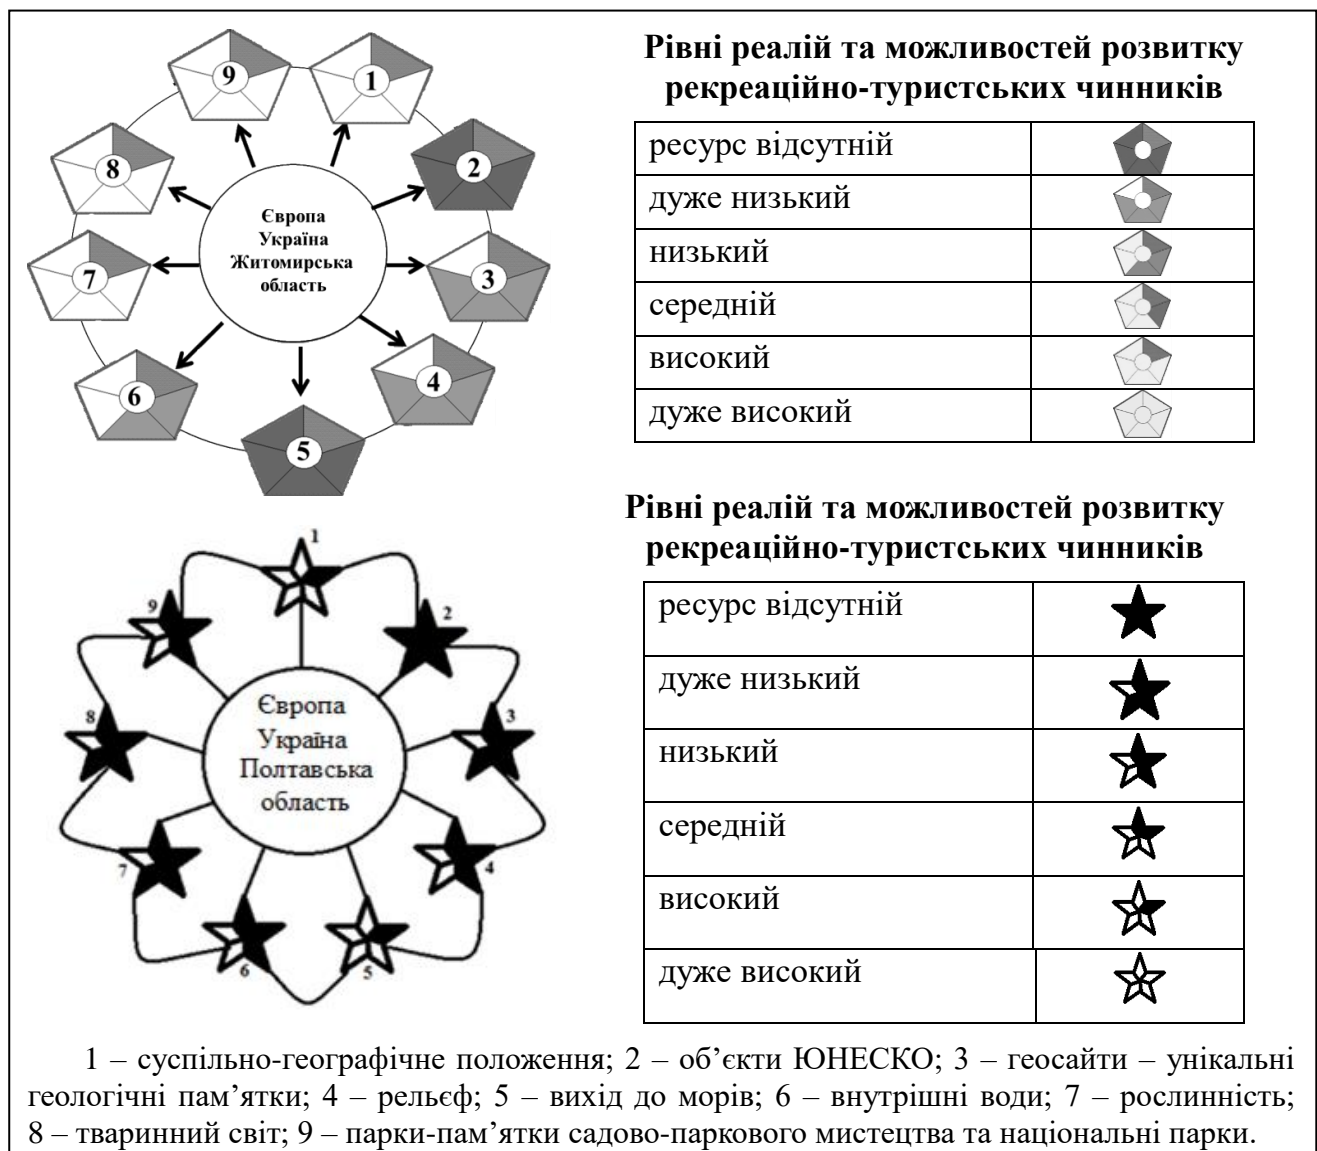 9
1
8
2
7
3
6
4
5
Європа
Україна
Житомирська
область
Рівні реалій та можливостей розвитку
рекреаційно-туристських чинників
ресурс відсутній
дуже низький
низький
середній
високий
дуже високий
1
2
3
4
5
6
7
8
9
Європа
Україна
Полтавська
область
Рівні реалій та можливостей розвитку
рекреаційно-туристських чинників
ресурс відсутній
дуже низький
низький
середній
високий
дуже високий
1 – суспільно-географічне положення; 2 – об’єкти ЮНЕСКО; 3 – геосайти – унікальні
геологічні пам’ятки; 4 – рельєф; 5 – вихід до морів; 6 – внутрішні води; 7 – рослинність;
8 – тваринний світ; 9 – парки-пам’ятки садово-паркового мистецтва та національні парки.